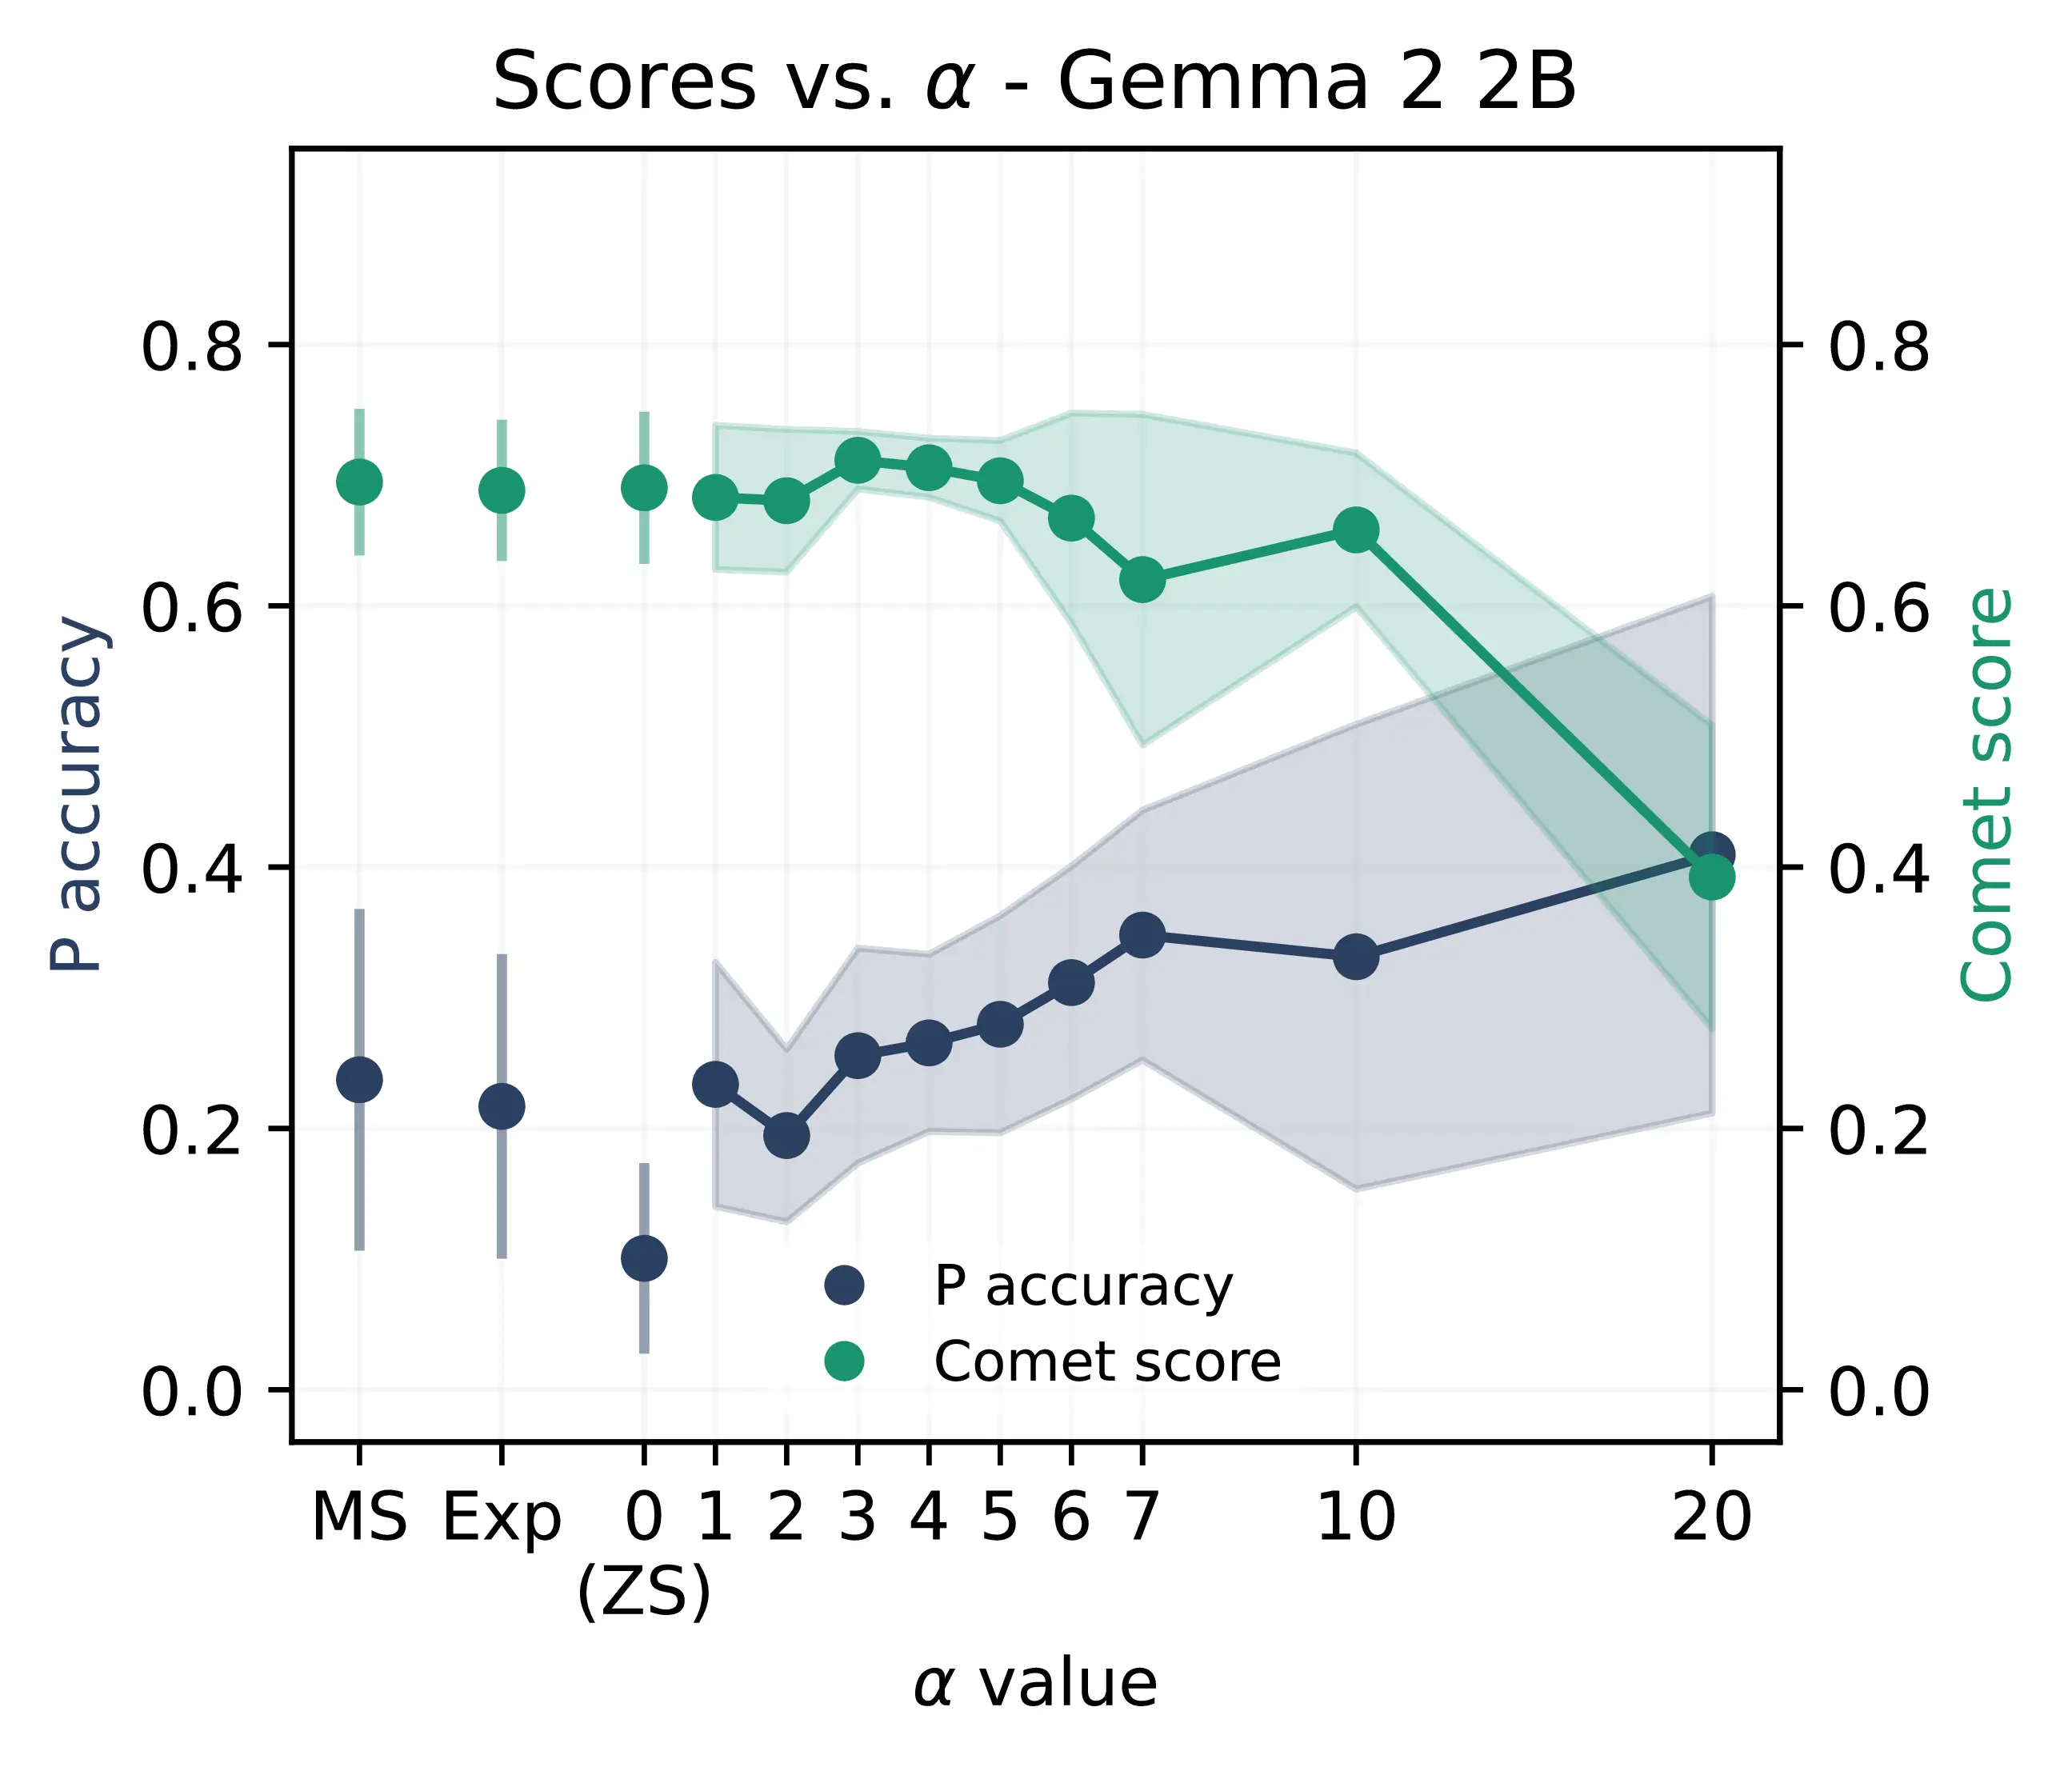 Scores vs. α - Gemma 2 2B
P accuracy
0.8
0.6
0.4
0.2
0.0
0.8
0.6
0.4
0.2
0.0
Comet score
P accuracy
Comet score
MS Exp 0 1 2 3 4 5 6 7 10 20
(ZS)
α value